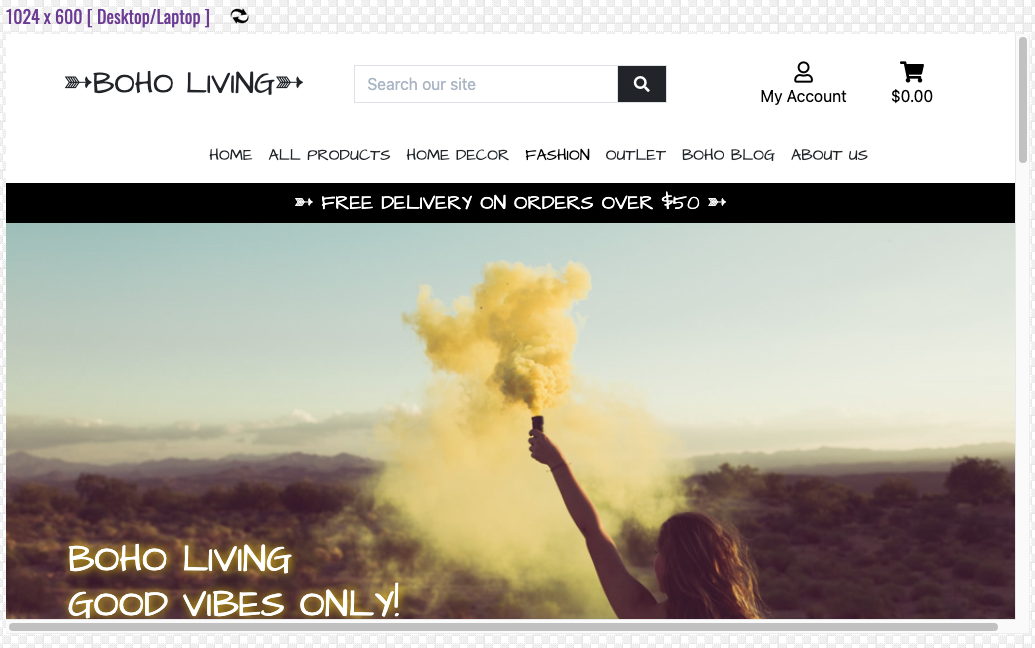 1024 x 600 [ Desktop/Laptop ]
BOHO LIVING
Search our site
My Account
$0.00
HOME ALL PRODUCTS HOME DECOR FASHION OUTLET BOHO BLOG ABOUT US
FREE DELIVERY ON ORDERS OVER $50
BOHO LIVING
GOOD VIBES ONLY!